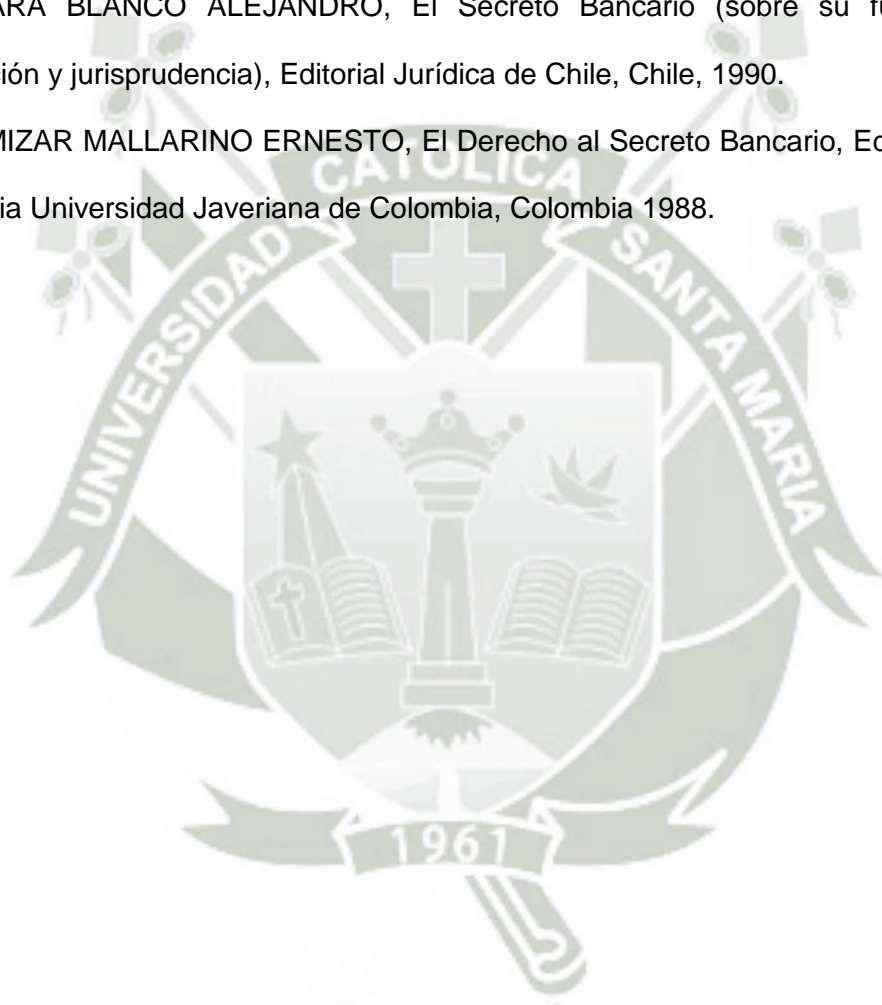 ARA BLANCO ALEJANDRO, El Secreto Bancario (sobre su fu
ción y jurisprudencia), Editorial Jurídica de Chile, Chile, 1990.
MIZAR MALLARINO ERNESTO, El Derecho al Secreto Bancario, Ed
ia Universidad Javeriana de Colombia, Colombia 1988.
UNIVERSIDAD CATOLICA SANTA MARIA
1961